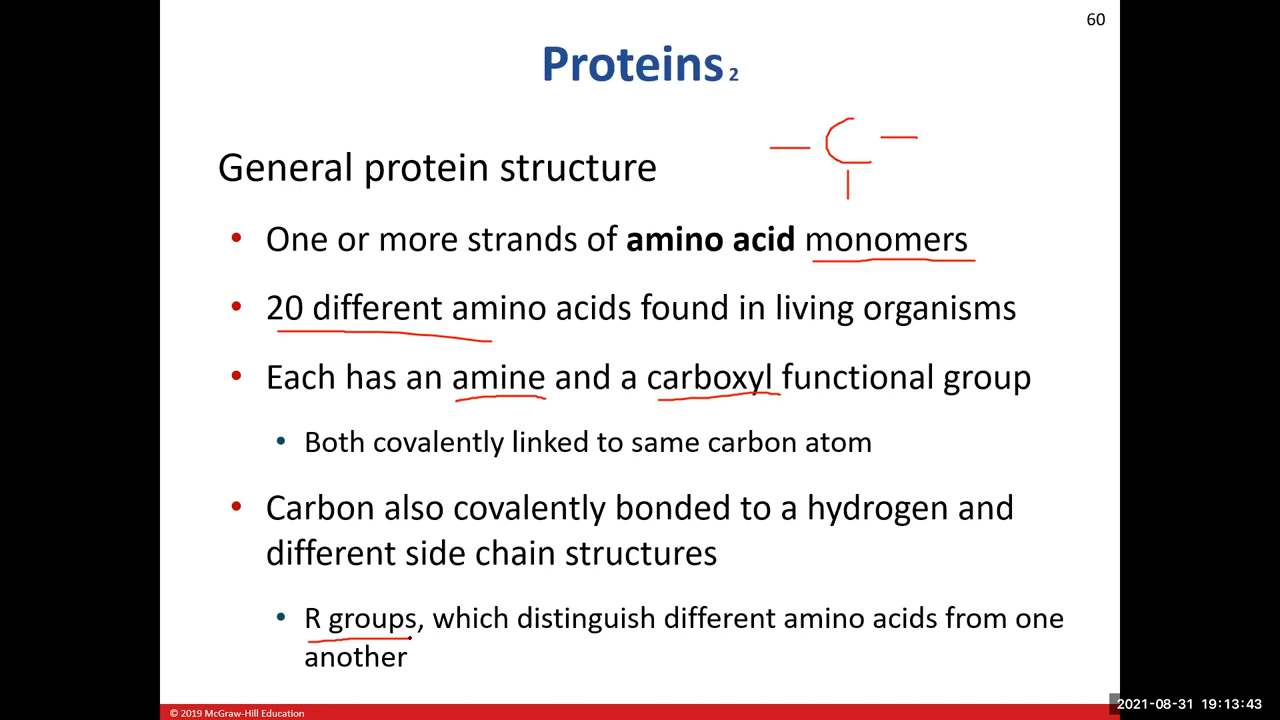 60
Proteins 2
C
General protein structure
• One or more strands of amino acid monomers
• 20 different amino acids found in living organisms
• Each has an amine and a carboxyl functional group
• Both covalently linked to same carbon atom
• Carbon also covalently bonded to a hydrogen and
different side chain structures
• R groups, which distinguish different amino acids from one
another
© 2019 McGraw-Hill Education
2021-08-31 19:13:43